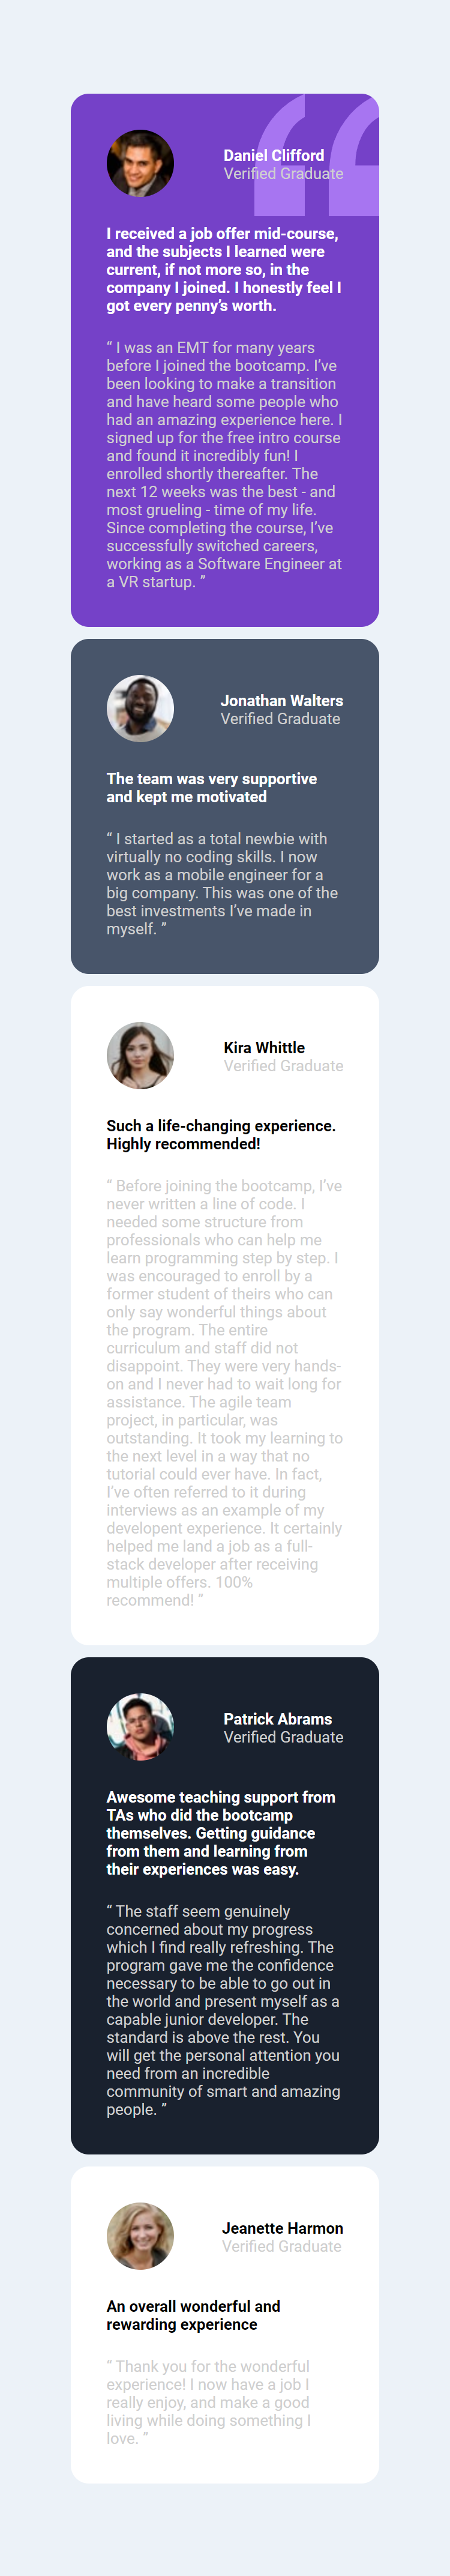 Daniel Clifford
Verified Graduate
I received a job offer mid-course,
and the subjects I learned were
current, if not more so, in the
company I joined. I honestly feel I
got every penny’s worth.
“ I was an EMT for many years
before I joined the bootcamp. I’ve
been looking to make a transition
and have heard some people who
had an amazing experience here. I
signed up for the free intro course
and found it incredibly fun! I
enrolled shortly thereafter. The
next 12 weeks was the best - and
most grueling - time of my life.
Since completing the course, I’ve
successfully switched careers,
working as a Software Engineer at
a VR startup. ”
Jonathan Walters
Verified Graduate
The team was very supportive
and kept me motivated
“ I started as a total newbie with
virtually no coding skills. I now
work as a mobile engineer for a
big company. This was one of the
best investments I’ve made in
myself. ”
Kira Whittle
Verified Graduate
Such a life-changing experience.
Highly recommended!
“ Before joining the bootcamp, I’ve
never written a line of code. I
needed some structure from
professionals who can help me
learn programming step by step. I
was encouraged to enroll by a
former student of theirs who can
only say wonderful things about
the program. The entire
curriculum and staff did not
disappoint. They were very hands-
on and I never had to wait long for
assistance. The agile team
project, in particular, was
outstanding. It took my learning to
the next level in a way that no
tutorial could ever have. In fact,
I’ve often referred to it during
interviews as an example of my
developent experience. It certainly
helped me land a job as a full-
stack developer after receiving
multiple offers. 100%
recommend! ”
Patrick Abrams
Verified Graduate
Awesome teaching support from
TAs who did the bootcamp
themselves. Getting guidance
from them and learning from
their experiences was easy.
“ The staff seem genuinely
concerned about my progress
which I find really refreshing. The
program gave me the confidence
necessary to be able to go out in
the world and present myself as a
capable junior developer. The
standard is above the rest. You
will get the personal attention you
need from an incredible
community of smart and amazing
people. ”
Jeanette Harmon
Verified Graduate
An overall wonderful and
rewarding experience
“ Thank you for the wonderful
experience! I now have a job I
really enjoy, and make a good
living while doing something I
love. ”